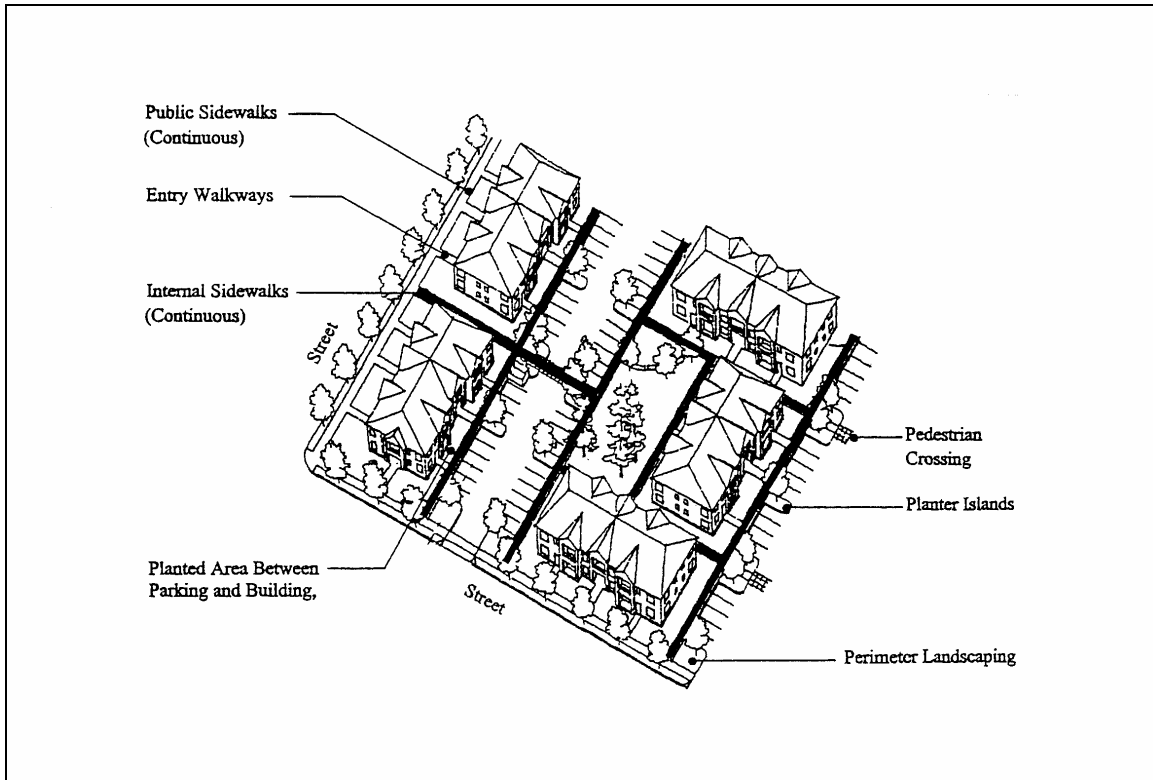 Public Sidewalks
(Continuous)
Entry Walkways
Internal Sidewalks
(Continuous)
Street
Pedestrian
Crossing
Planter Islands
Planted Area Between
Parking and Building,
Street
Perimeter Landscaping